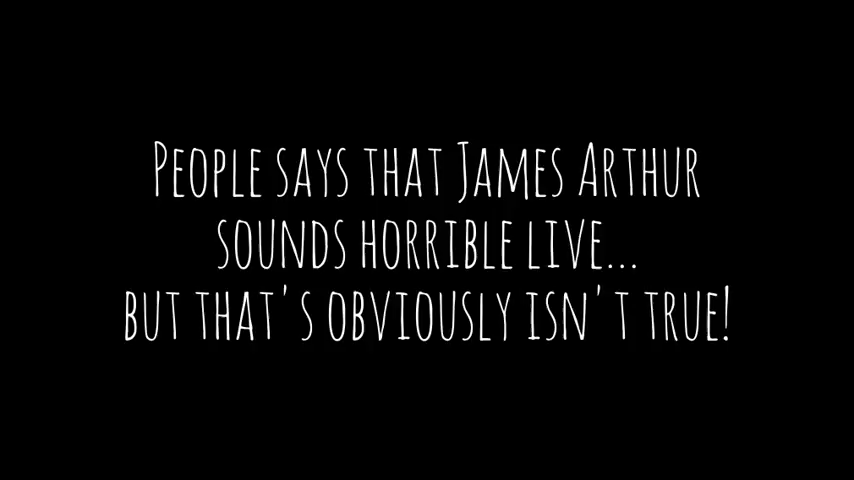 People says that James Arthur
sounds horrible live...
but that's obviously isn't true!